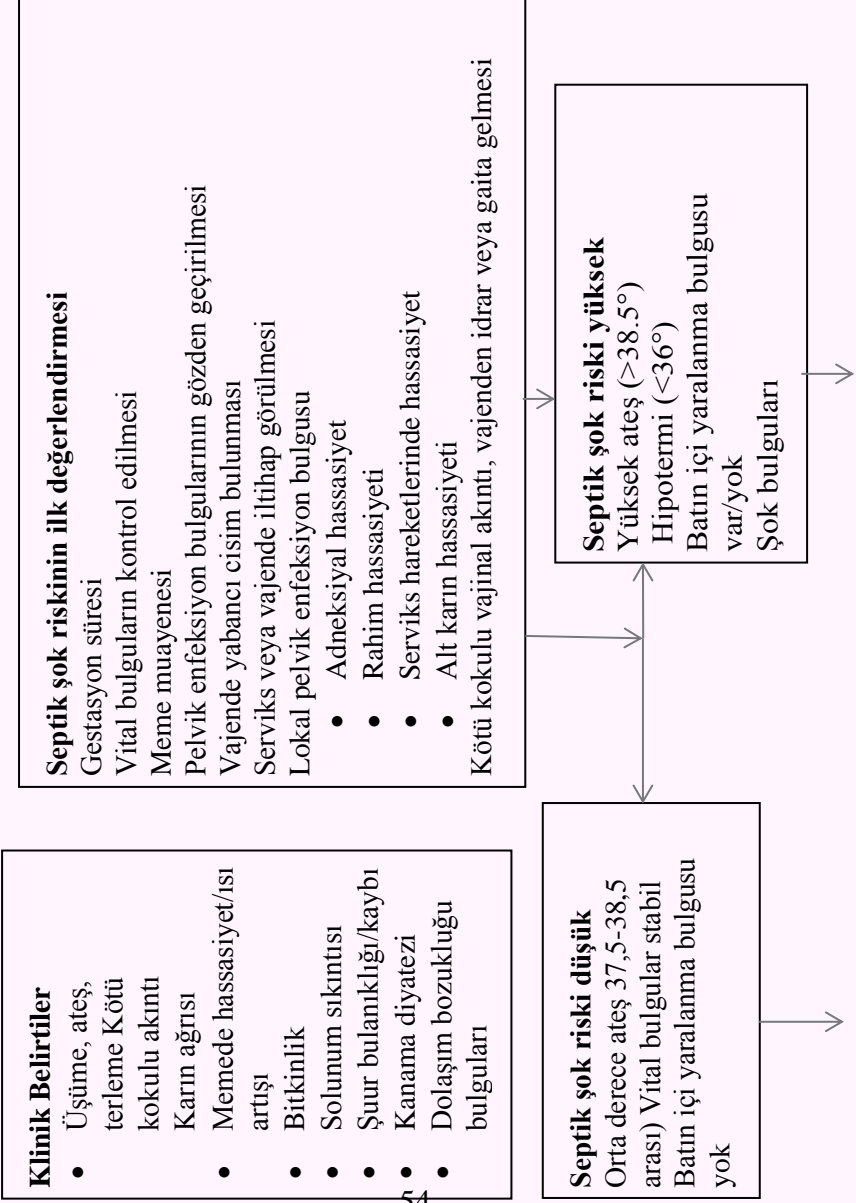 Klinik Belirtiler
• Üşüme, ateş,
terleme Kötü
kokulu akıntı
Karın ağrısı
• Memede hassasiyet/ısı
artışı
• Bitkinlik
• Solunum sıkıntısı
• Şuur bulanıklığı/kaybı
• Kanama diyatezi
• Dolaşım bozukluğu
bulguları
Septik şok riskinin ilk değerlendirmesi
Gestasyon süresi
Vital bulguların kontrol edilmesi
Meme muayenesi
Pelvik enfeksiyon bulgularının gözden geçirilmesi
Vajende yabancı cisim bulunması
Serviks veya vajende iltihap görülmesi
Lokal pelvik enfeksiyon bulgusu
• Adneksiyal hassasiyet
• Rahim hassasiyeti
• Serviks hareketlerinde hassasiyet
• Alt karın hassasiyeti
Kötü kokulu vajinal akıntı, vajenden idrar veya gaita gelmesi
Septik şok riski düşük
Orta derece ateş 37,5-38,5
arası) Vital bulgular stabil
Batın içi yaralanma bulgusu
yok
Septik şok riski yüksek
Yüksek ateş (>38.5°)
Hipotermi (<36°)
Batın içi yaralanma bulgusu
var/yok
Şok bulguları
54